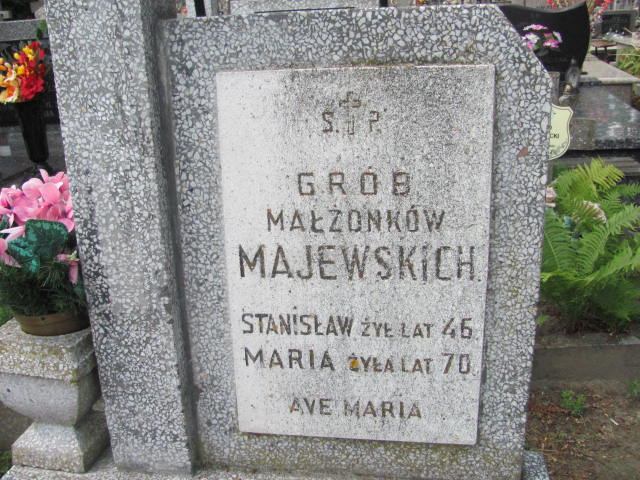 Ś. † P.
GRÓB
MAŁŻONKÓW
MAJEWSKICH
STANISŁAW ŻYŁ LAT 46
MARIA ŻYŁA LAT 70
AVE MARIA